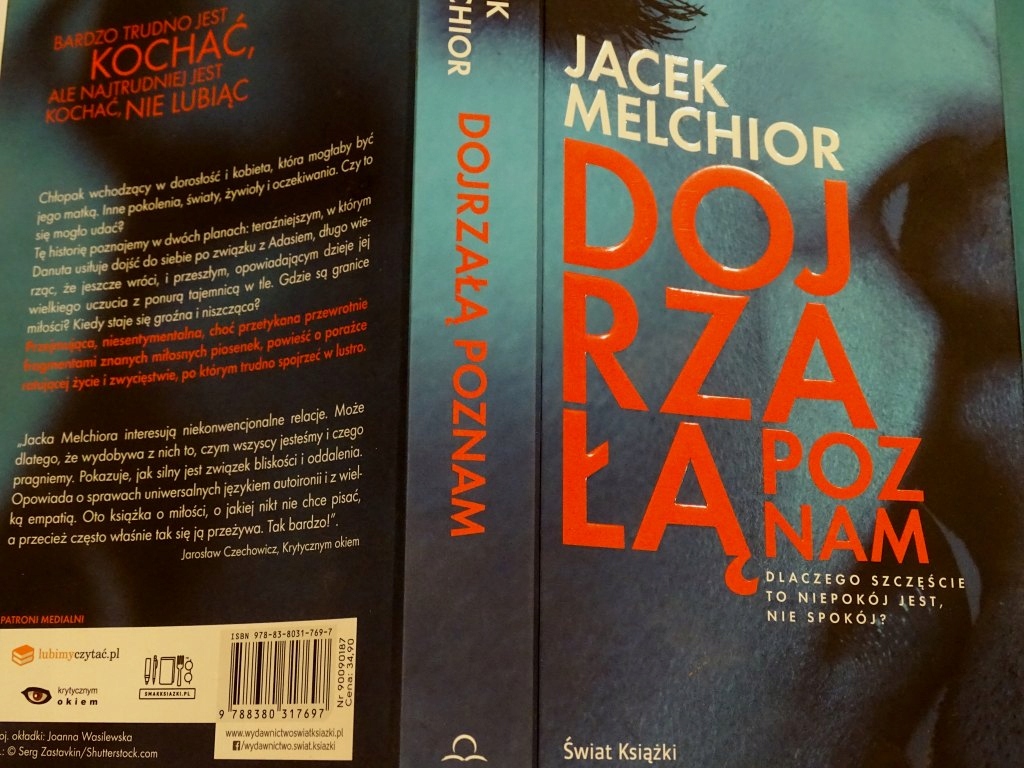 BARDZO TRUDNO JEST
KOCHAĆ,
ALE NAJTRUDNIEJ JEST
KOCHAĆ, NIE LUBIĄC
Chłopak wchodzący w dorosłość i kobieta, która mogłaby być
jego matką. Inne pokolenia, światy, żywioły i oczekiwania. Czy to
się mogło udać?
Tę historię poznajemy w dwóch planach: teraźniejszym, w którym
Danuta usiłuje dojść do siebie po związku z Adasiem, długo wie-
rząc, że jeszcze wróci, i przeszłym, opowiadającym dzieje jej
wielkiego uczucia z ponurą tajemnicą w tle. Gdzie są granice
miłości? Kiedy staje się groźna i niszcząca?
Przejmująca, niesentymentalna, choć przetykana przewrotnie
fragmentami znanych miłosnych piosenek, powieść o porażce
ratującej życie i zwycięstwie, po którym trudno spojrzeć w lustro.
„Jacka Melchiora interesują niekonwencjonalne relacje. Może
dlatego, że wydobywa z nich to, czym wszyscy jesteśmy i czego
pragniemy. Pokazuje, jak silny jest związek bliskości i oddalenia.
Opowiada o sprawach uniwersalnych językiem autoironii i z wiel-
ką empatią. Oto książka o miłości, o jakiej nikt nie chce pisać,
a przecież często właśnie tak się ją przeżywa. Tak bardzo!”.
Jarosław Czechowicz, Krytycznym okiem
PATRONI MEDIALNI
lubimyczytać.pl
SMAKKSIAZKI.PL
krytycznym
okiem
ISBN 978-83-8031-769-7
9 788380 317697
Nr 90090187
Cena: 34,90
www.wydawnictwoswiatksiazki.pl
/wydawnictwo.swiat.ksiazki
oj. okładki: Joanna Wasilewska
.: © Serg Zastavkin/Shutterstock.com
K
LCHIOR
DOJRZAŁĄ POZNAM
JACEK
MELCHIOR
DOJ
RZA
ŁĄ
POZ
NAM
DLACZEGO SZCZĘŚCIE
TO NIEPOKÓJ JEST,
NIE SPOKÓJ?
Świat Książki